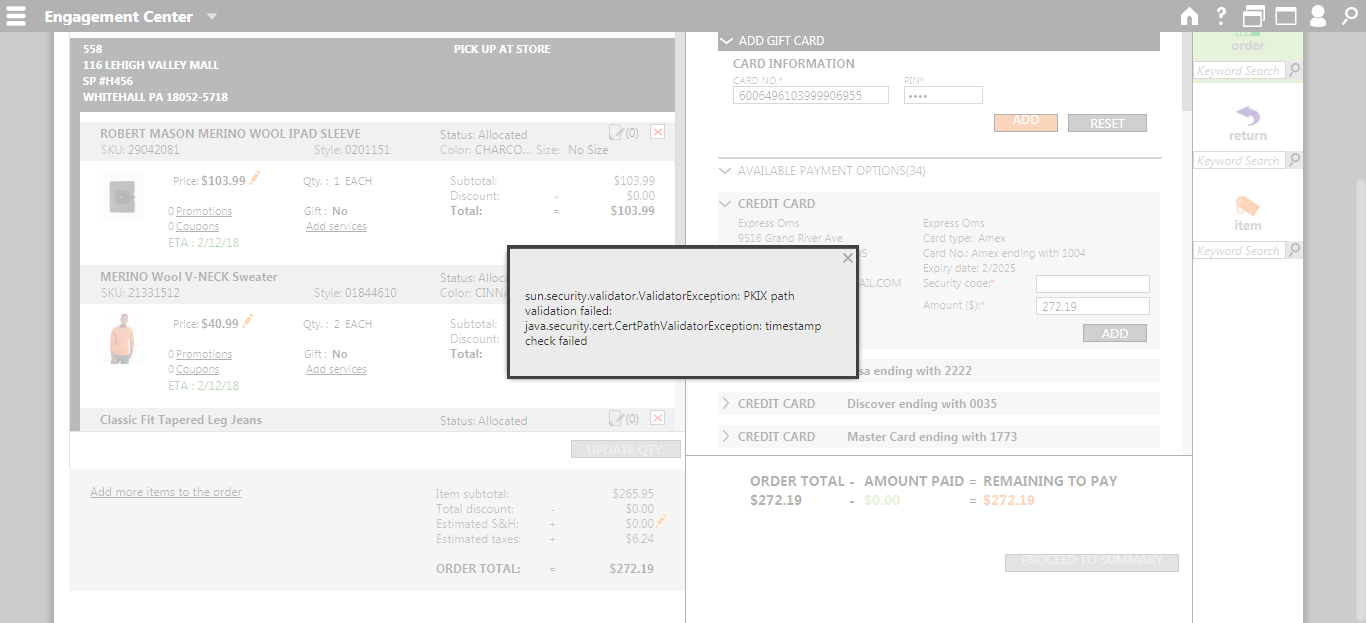 Engagement Center
558
PICK UP AT STORE
116 LEHIGH VALLEY MALL
SP #H456
WHITEHALL PA 18052-5718
ROBERT MASON MERINO WOOL IPAD SLEEVE
Status: Allocated
(0)
SKU: 29042081
Style: 0201151
Color: CHARCO... Size: No Size
Price: $103.99
Qty. : 1 EACH
Subtotal: $103.99
Discount: - $0.00
0 Promotions
Gift : No
Total: = $103.99
0 Coupons
Add services
ETA : 2/12/18
MERINO Wool V-NECK Sweater
Status: Alloc
SKU: 21331512
Style: 01844610
Color: CINN
Price: $40.99
Qty. : 2 EACH
Subtotal:
Discount:
0 Promotions
Gift : No
Total:
0 Coupons
Add services
ETA : 2/12/18
Classic Fit Tapered Leg Jeans
Status: Allocated
(0)
UPDATE QTY.
Add more items to the order
Item subtotal: $265.95
Total discount: - $0.00
Estimated S&H: + $0.00
Estimated taxes: + $6.24
ORDER TOTAL: = $272.19
ADD GIFT CARD
CARD INFORMATION
CARD NO.* PIN*
6006496103999906955 ••••
ADD RESET
AVAILABLE PAYMENT OPTIONS(34)
CREDIT CARD
Express Oms
9516 Grand River Ave
S
AIL.COM
Express Oms
Card type: Amex
Card No.: Amex ending with 1004
Expiry date: 2/2025
Security code:*
Amount ($):* 272.19
ADD
sa ending with 2222
CREDIT CARD Discover ending with 0035
CREDIT CARD Master Card ending with 1773
ORDER TOTAL - AMOUNT PAID = REMAINING TO PAY
$272.19 - $0.00 = $272.19
PROCEED TO SUMMARY
sun.security.validator.ValidatorException: PKIX path
validation failed:
java.security.cert.CertPathValidatorException: timestamp
check failed
order
Keyword Search
return
Keyword Search
item
Keyword Search